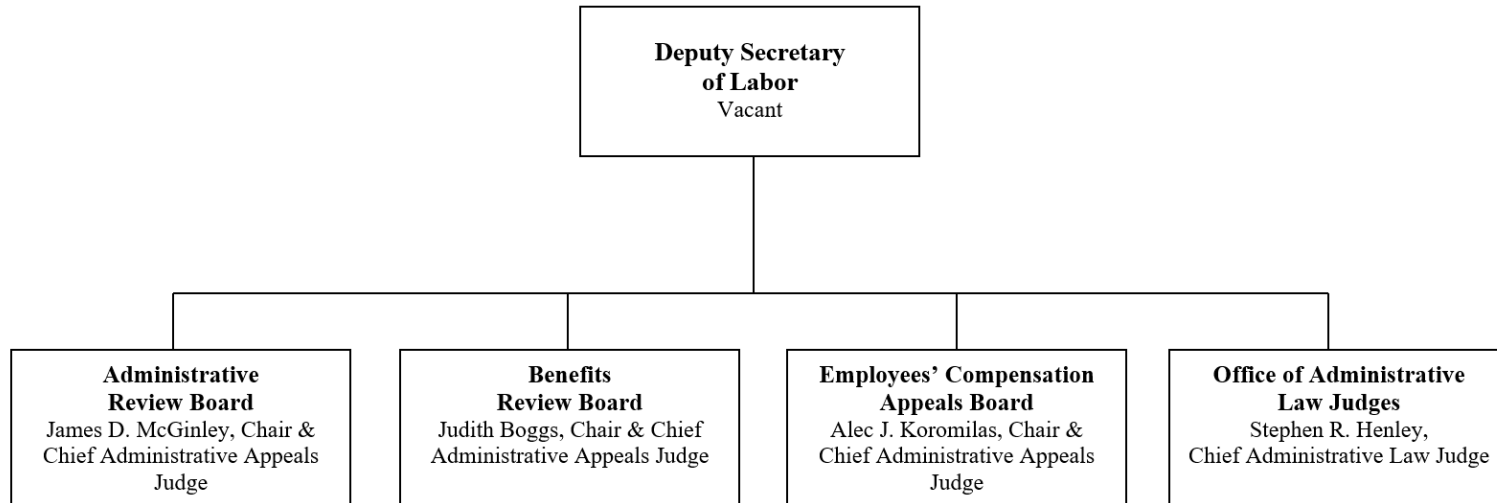 Deputy Secretary
of Labor
Vacant
Administrative
Review Board
James D. McGinley, Chair &
Chief Administrative Appeals
Judge
Benefits
Review Board
Judith Boggs, Chair & Chief
Administrative Appeals Judge
Employees’ Compensation
Appeals Board
Alec J. Koromilas, Chair &
Chief Administrative Appeals
Judge
Office of Administrative
Law Judges
Stephen R. Henley,
Chief Administrative Law Judge